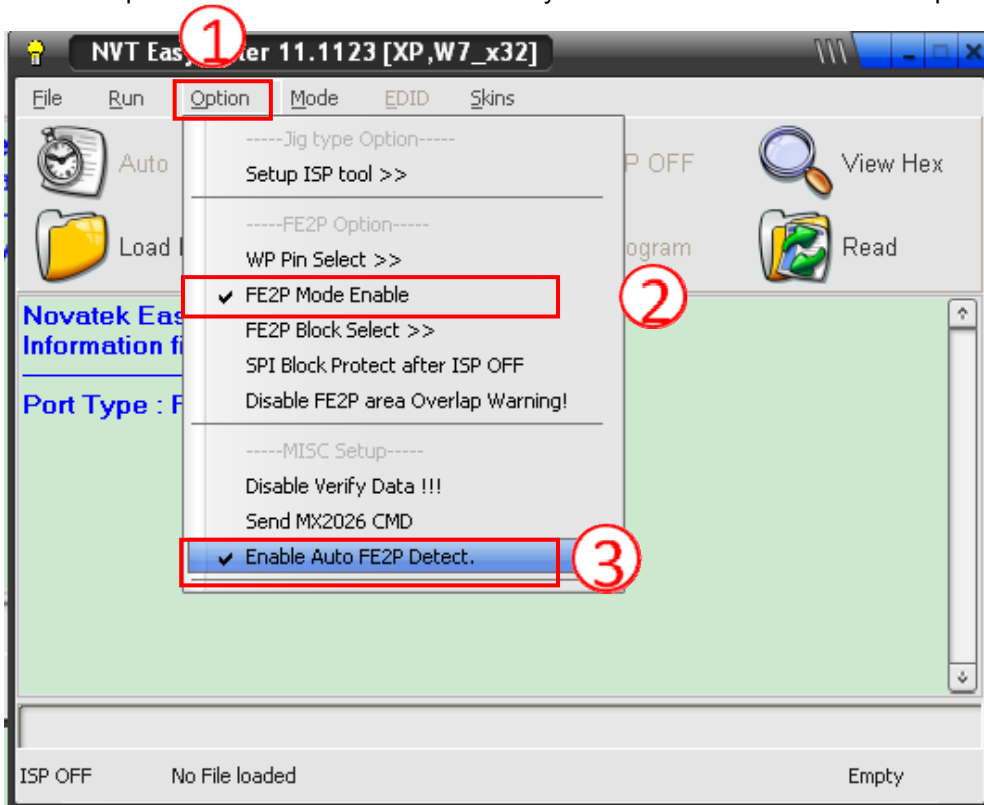 1
NVT Eas ter 11.1123 [XP,W7_x32]
File Run Option Mode EDID Skins
-----Jig type Option-----
Auto P OFF View Hex
Setup ISP tool >>
-----FE2P Option-----
Load ogram Read
WP Pin Select >>
FE2P Mode Enable
2
Novatek Eas
FE2P Block Select >>
Information fi
SPI Block Protect after ISP OFF
Port Type : F
Disable FE2P area Overlap Warning!
-----MISC Setup-----
Disable Verify Data !!!
Send MX2026 CMD
Enable Auto FE2P Detect.
3
ISP OFF No File loaded Empty